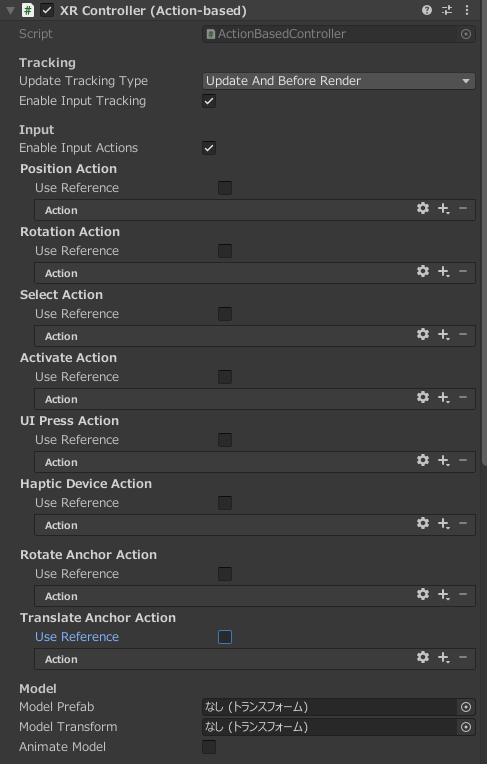 XR Controller (Action-based)
Script ActionBasedController
Tracking
Update Tracking Type Update And Before Render
Enable Input Tracking
Input
Enable Input Actions
Position Action
Use Reference
Action
Rotation Action
Use Reference
Action
Select Action
Use Reference
Action
Activate Action
Use Reference
Action
UI Press Action
Use Reference
Action
Haptic Device Action
Use Reference
Action
Rotate Anchor Action
Use Reference
Action
Translate Anchor Action
Use Reference
Action
Model
Model Prefab なし (トランスフォーム)
Model Transform なし (トランスフォーム)
Animate Model